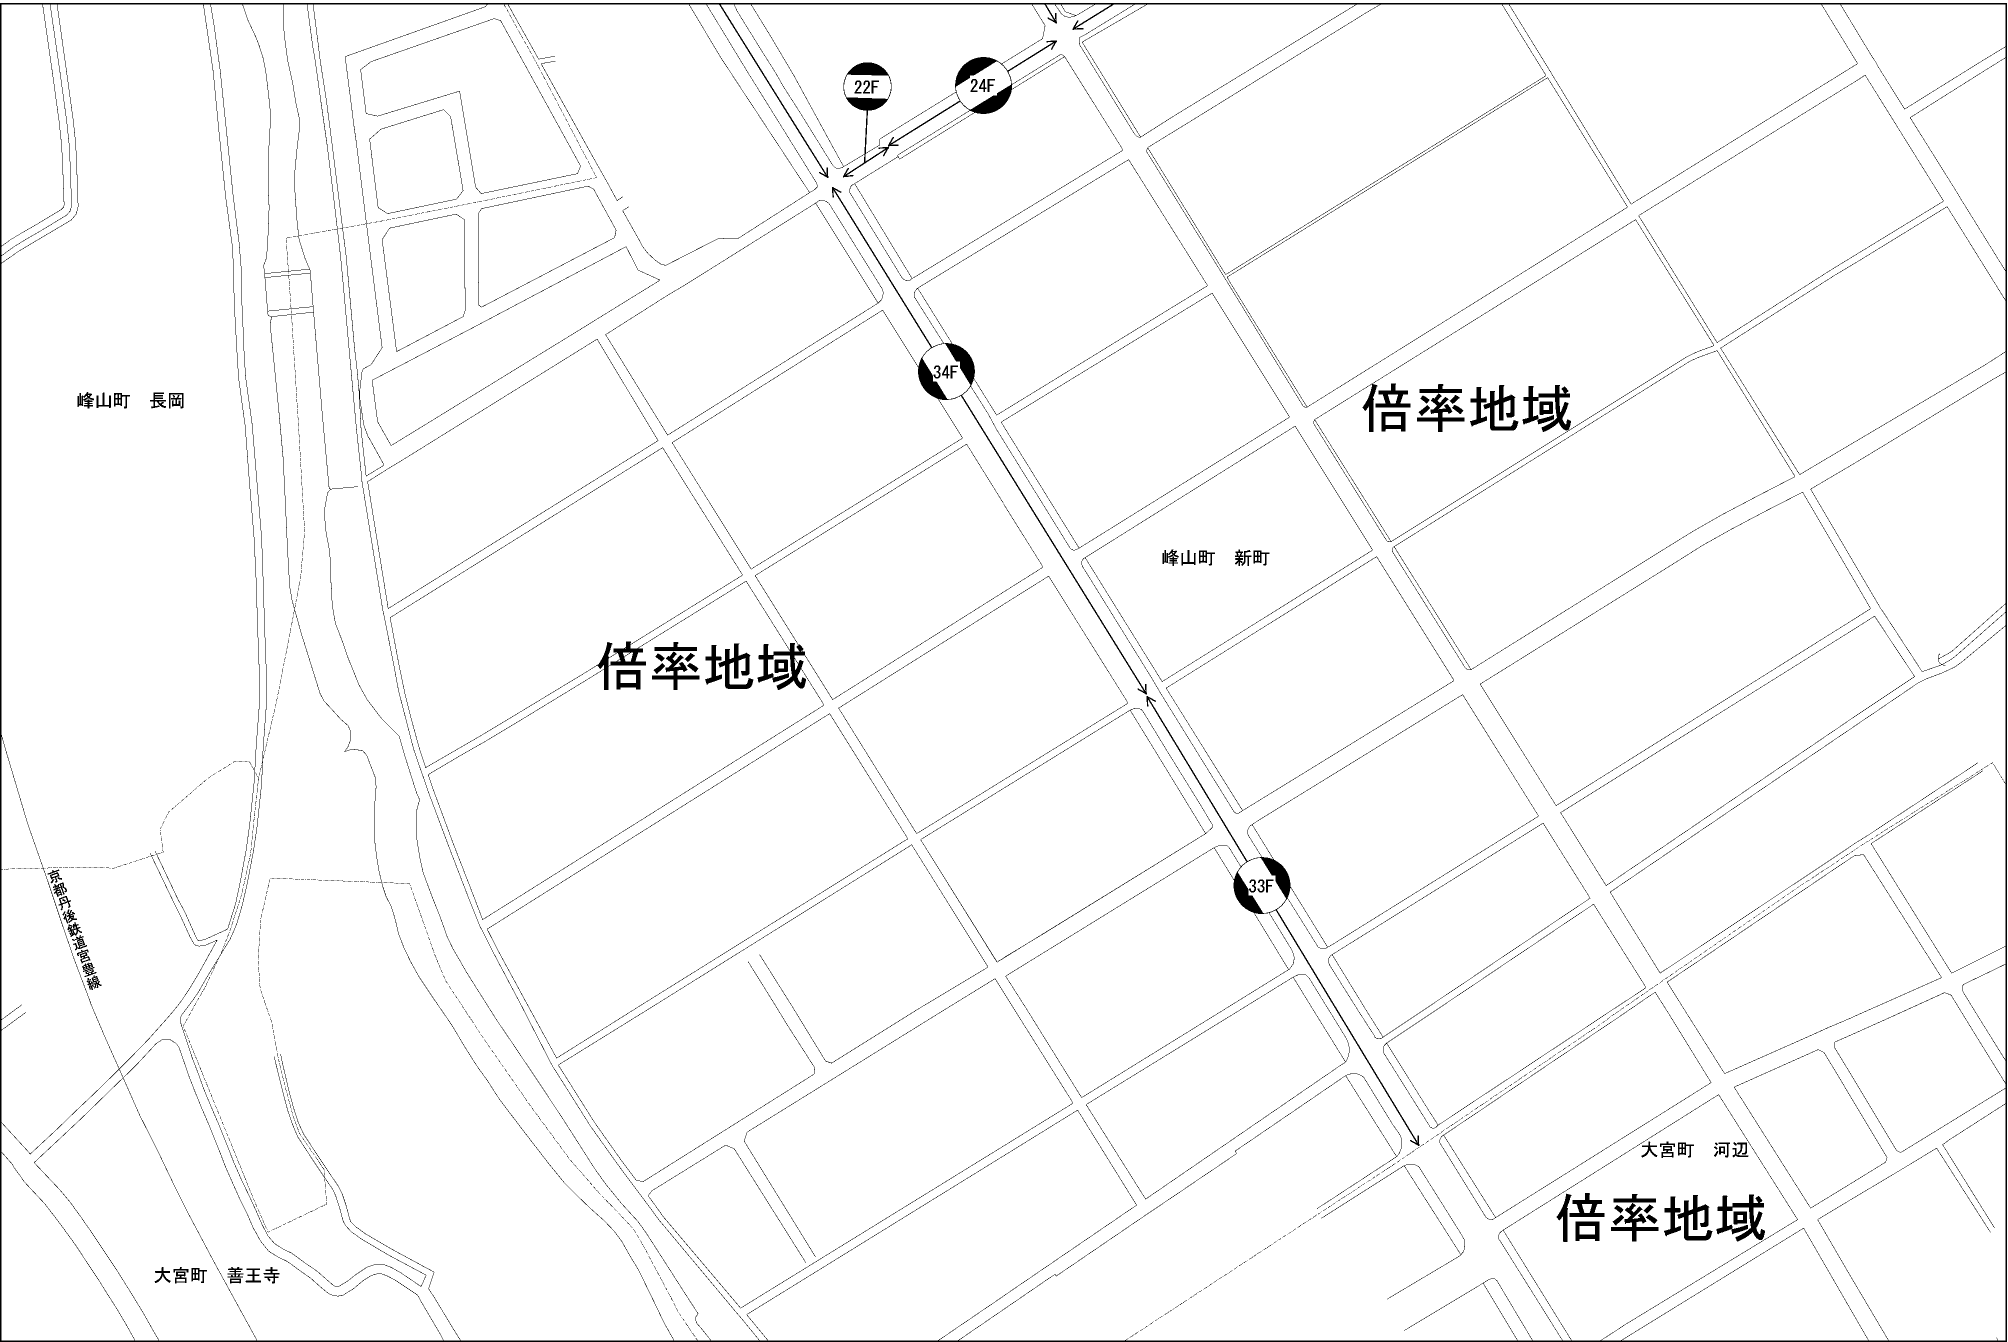 22F
24F
34F
峰山町　長岡
倍率地域
峰山町　新町
倍率地域
33F
京都丹後鉄道宮豊線
大宮町　河辺
倍率地域
大宮町　善王寺